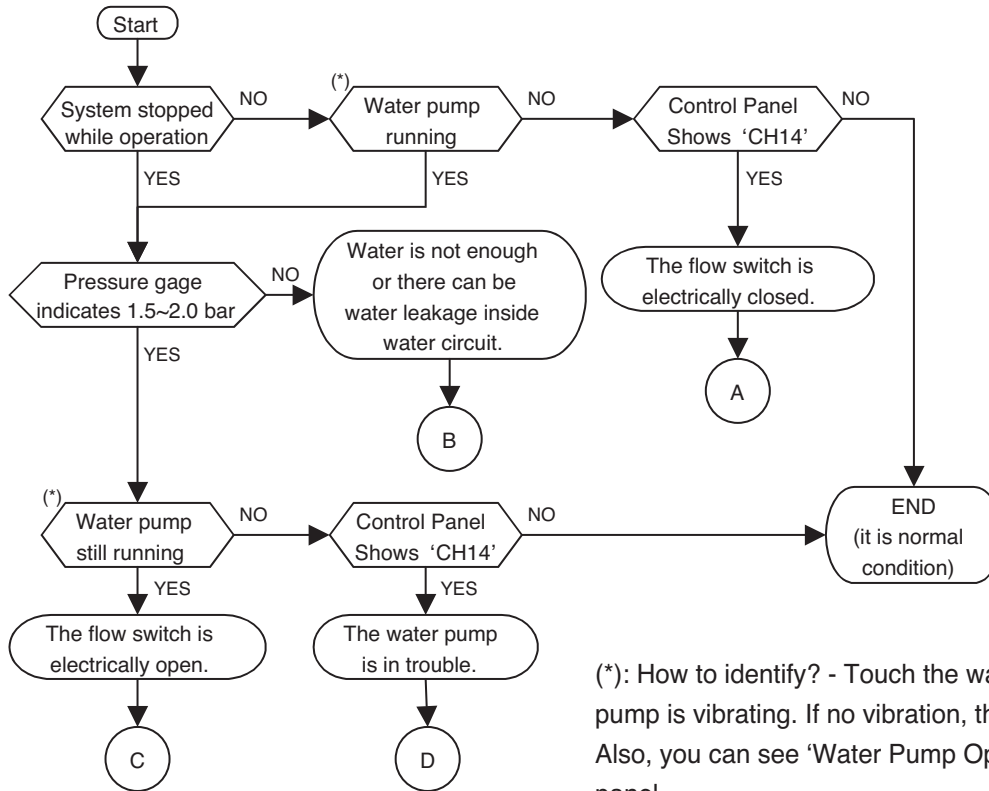 Start
System stopped
while operation
NO
YES
(*)
Water pump
running
NO
YES
Control Panel
Shows ‘CH14’
NO
YES
Pressure gage
indicates 1.5~2.0 bar
NO
YES
Water is not enough
or there can be
water leakage inside
water circuit.
B
The flow switch is
electrically closed.
A
(*)
Water pump
still running
NO
YES
Control Panel
Shows ‘CH14’
NO
YES
END
(it is normal
condition)
The flow switch is
electrically open.
C
The water pump
is in trouble.
D
(*): How to identify? - Touch the
pump is vibrating. If no vibration,
Also, you can see ‘Water Pump